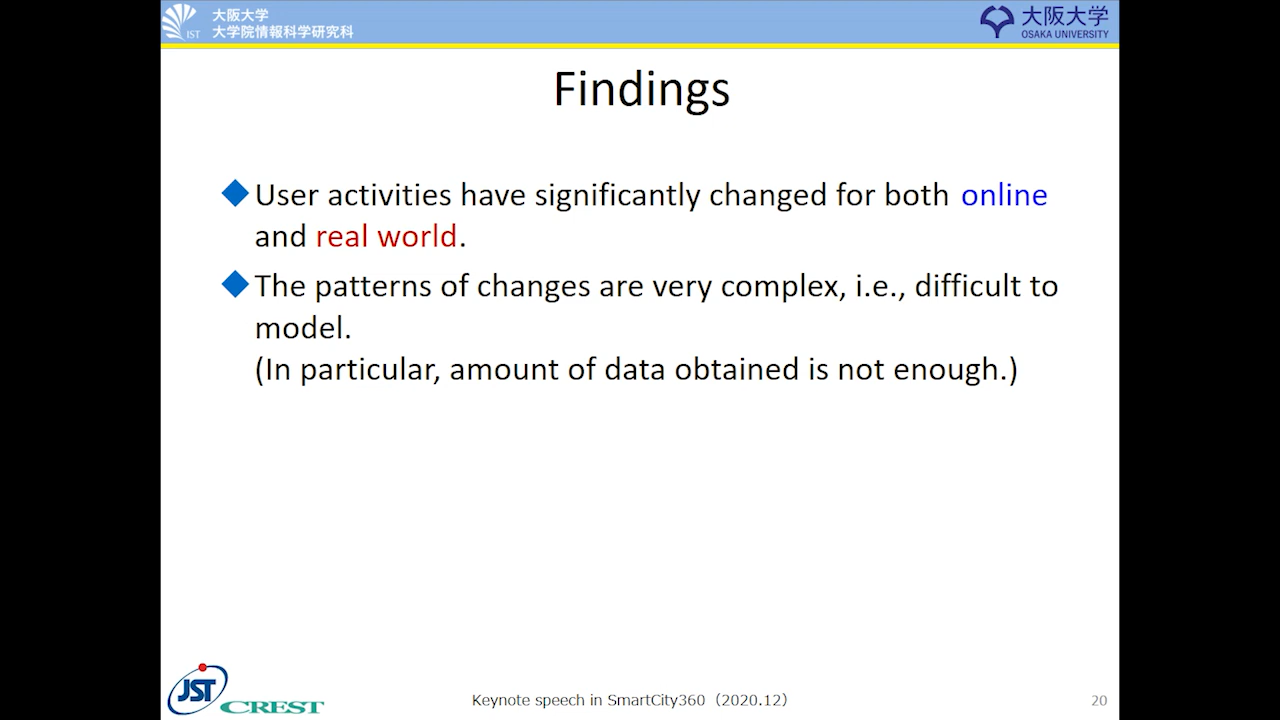 大阪大学
大学院情報科学研究科
IST
大阪大学
OSAKA UNIVERSITY
Findings
User activities have significantly changed for both online
and real world.
The patterns of changes are very complex, i.e., difficult to
model.
(In particular, amount of data obtained is not enough.)
JST
CREST
Keynote speech in SmartCity360（2020.12）
20